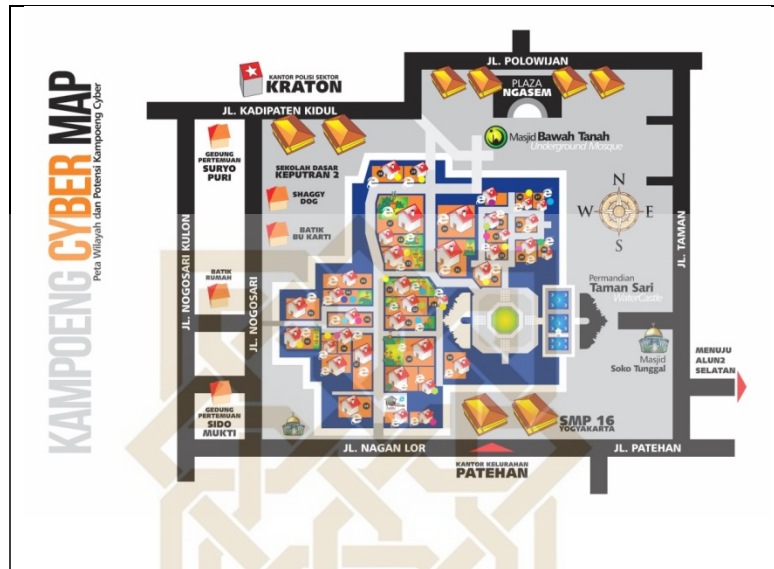 KAMPOENG CYBER MAP
Peta Wilayah dan Potensi Kampoeng Cyber
KANTOR POLISI SEKTOR
KRATON
JL. POLOWIJAN
PLAZA
NGASEM
JL. KADIPATEN KIDUL
Masjid Bawah Tanah
Underground Mosque
GEDUNG
PERTEMUAN
SURYO
PURI
SEKOLAH DASAR
KEPUTRAN 2
SHAGGY
DOG
BATIK
BU KARTI
N
W
E
S
JL. NOGOSARI KULON
JL. NOGOSARI
JL. TAMAN
BATIK
RUMAH
Permandian
Taman Sari
WaterCastle
Masjid
Soko Tunggal
MENUJU
ALUN2
SELATAN
GEDUNG
PERTEMUAN
SIDO
MUKTI
SMP 16
YOGYAKARTA
JL. NAGAN LOR
JL. PATEHAN
KANTOR KELURAHAN
PATEHAN